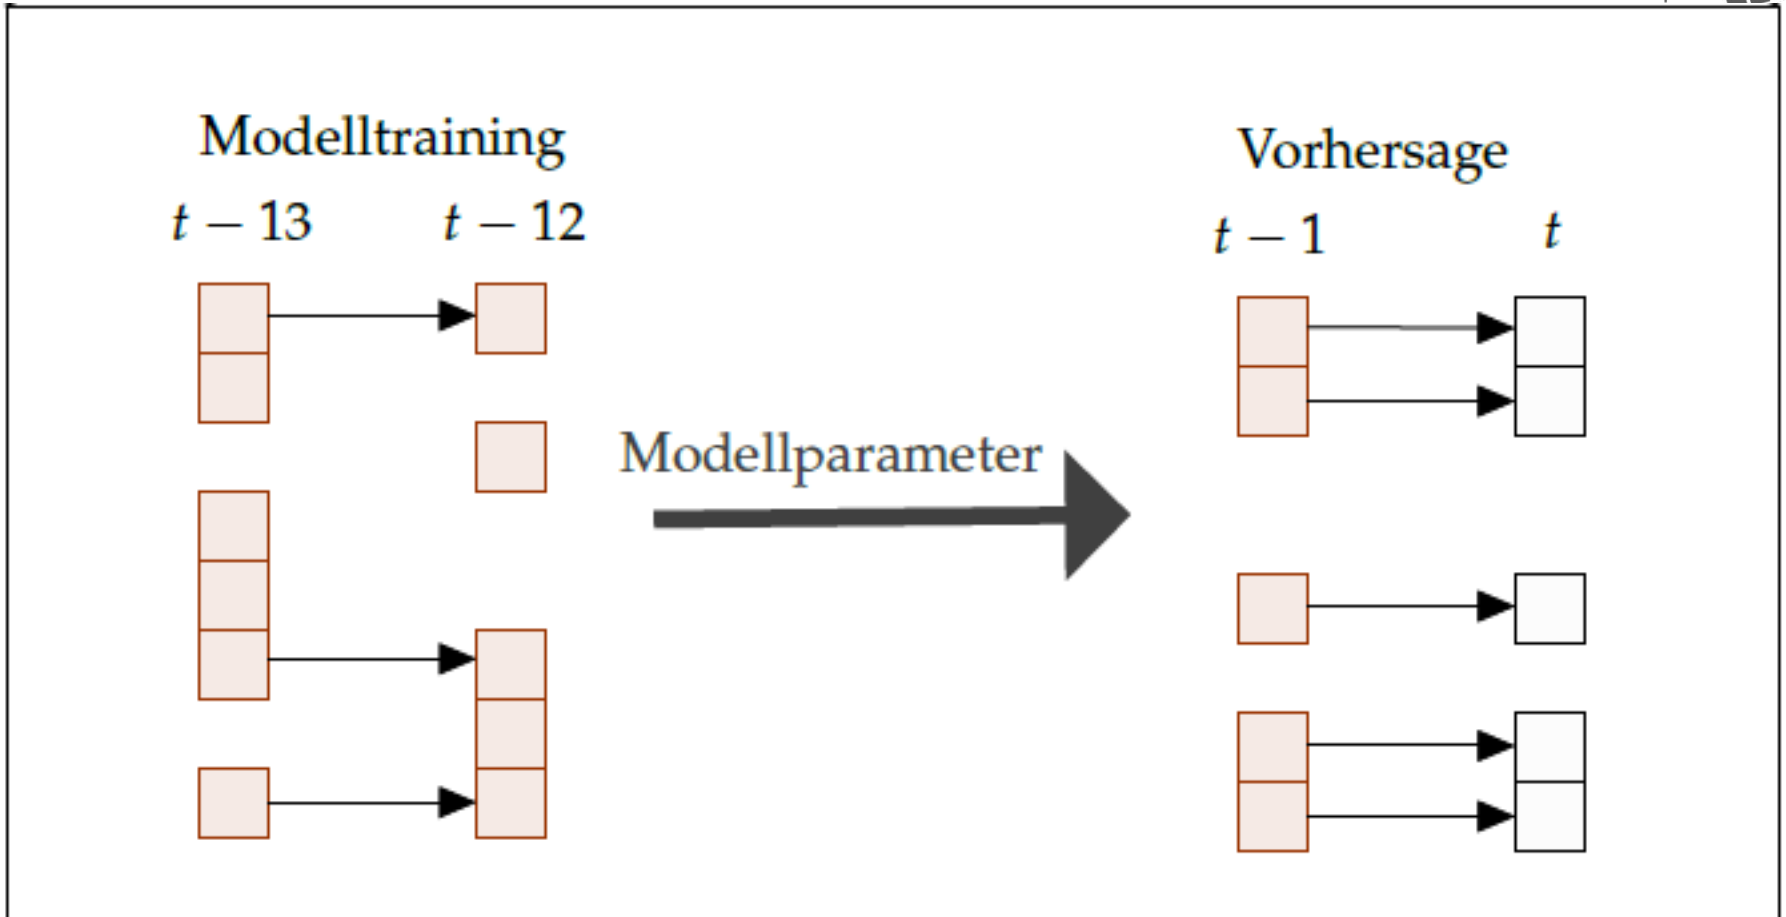 Modelltraining
t − 13
t − 12
Modellparameter
Vorhersage
t − 1
t